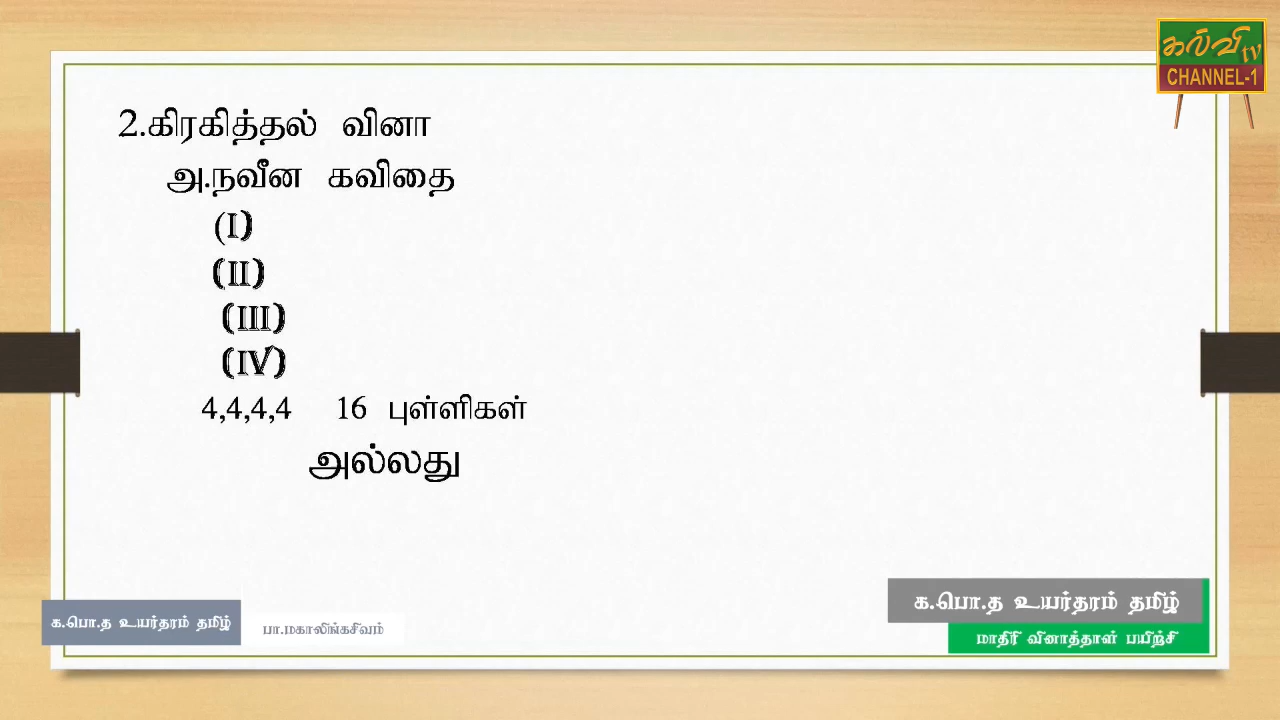 கல்வி tv
CHANNEL-1
2.கிரகித்தல் வினா
அ.நவீன கவிதை
(I)
(II)
(III)
(IV)
4,4,4,4 16 புள்ளிகள்
அல்லது
க.பொ.த உயர்தரம் தமிழ்
மாதிரி வினாத்தாள் பயிற்சி
க.பொ.த உயர்தரம் தமிழ்
பா.மகாலிங்கசிவம்